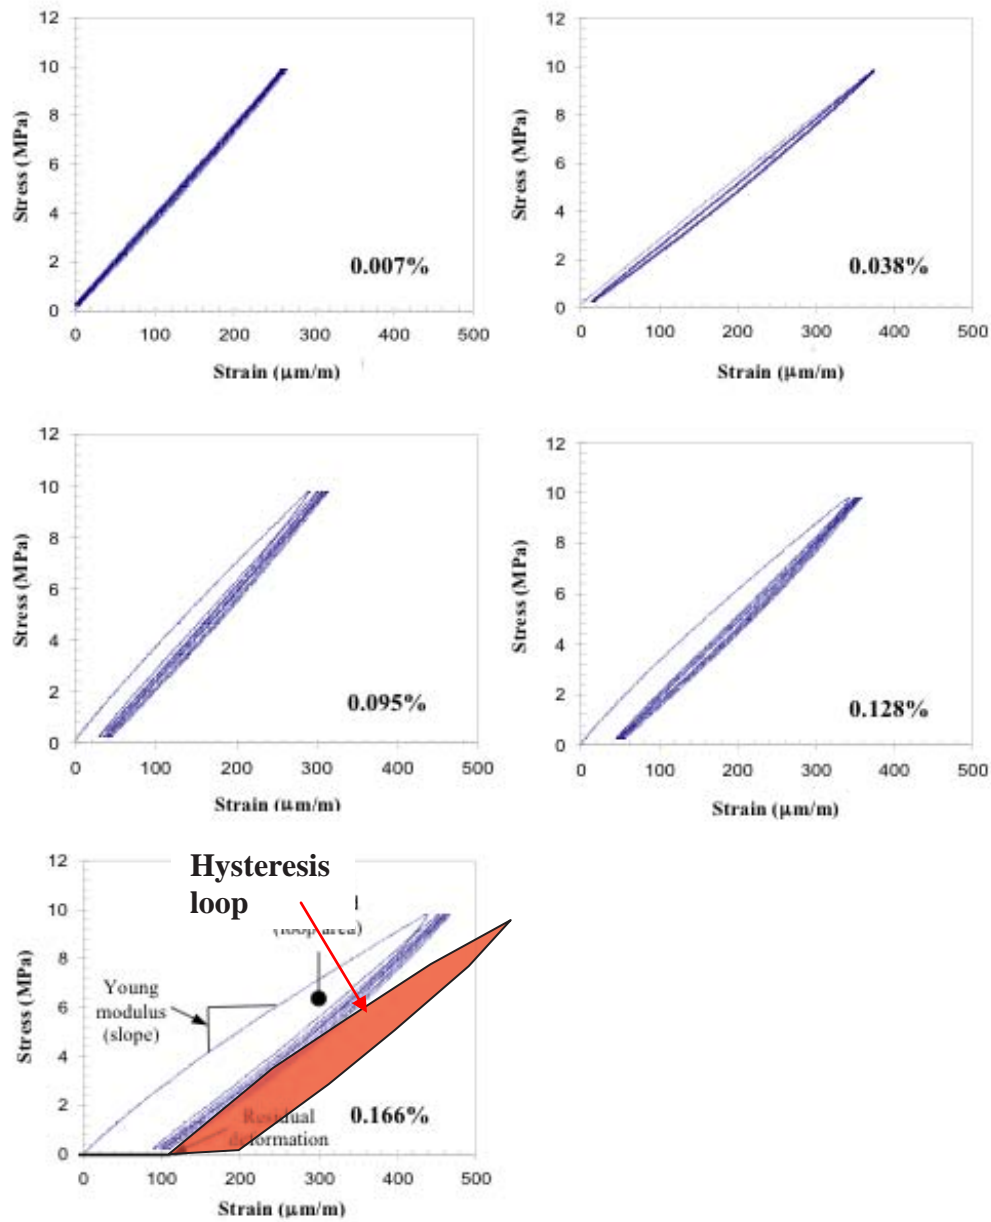 12
10
8
6
4
2
0
Stress (MPa)
0.007%
0 100 200 300 400 500
Strain (μm/m)
12
10
8
6
4
2
0
Stress (MPa)
0.038%
0 100 200 300 400 500
Strain (μm/m)
12
10
8
6
4
2
0
Stress (MPa)
0.095%
0 100 200 300 400 500
Strain (μm/m)
12
10
8
6
4
2
0
Stress (MPa)
0.128%
0 100 200 300 400 500
Strain (μm/m)
12
10
8
6
4
2
0
Stress (MPa)
Hysteresis
loop
(loop area)
Young
modulus
(slope)
0.166%
Residual
deformation
0 100 200 300 400 500
Strain (μm/m)